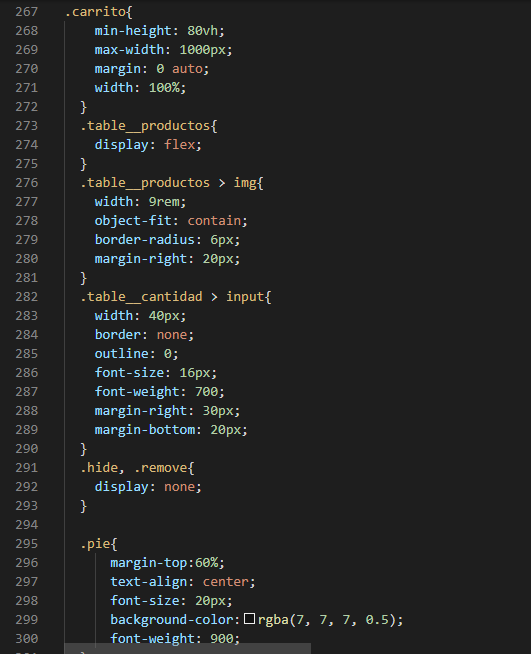 267 .carrito{
268 min-height: 80vh;
269 max-width: 1000px;
270 margin: 0 auto;
271 width: 100%;
272 }
273 .table__productos{
274 display: flex;
275 }
276 .table__productos > img{
277 width: 9rem;
278 object-fit: contain;
279 border-radius: 6px;
280 margin-right: 20px;
281 }
282 .table__cantidad > input{
283 width: 40px;
284 border: none;
285 outline: 0;
286 font-size: 16px;
287 font-weight: 700;
288 margin-right: 30px;
289 margin-bottom: 20px;
290 }
291 .hide, .remove{
292 display: none;
293 }
294
295 .pie{
296 margin-top:60%;
297 text-align: center;
298 font-size: 20px;
299 background-color: rgba(7, 7, 7, 0.5);
300 font-weight: 900;